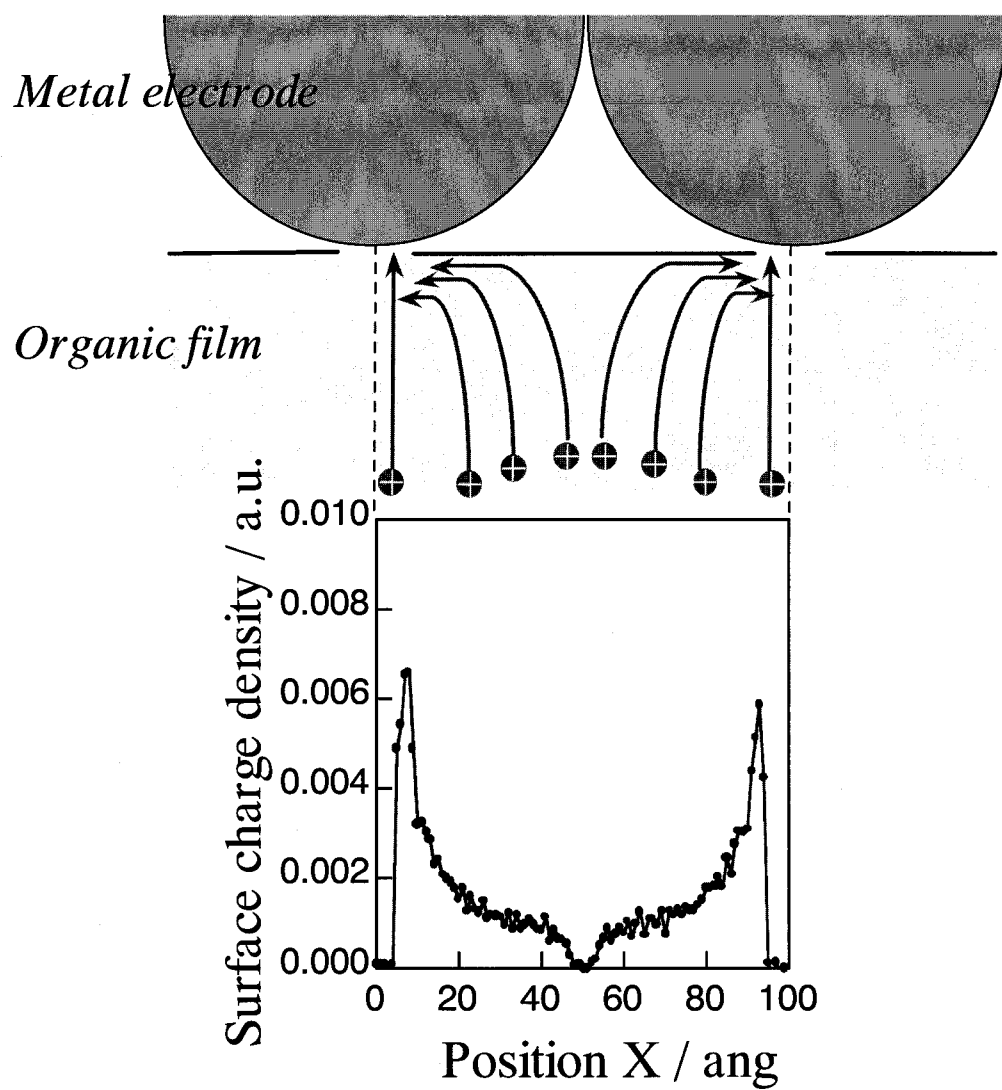 Metal electrode
Organic film
Surface charge density / a.u.
0.010
0.008
0.006
0.004
0.002
0.000
0 20 40 60 80 100
Position X / ang